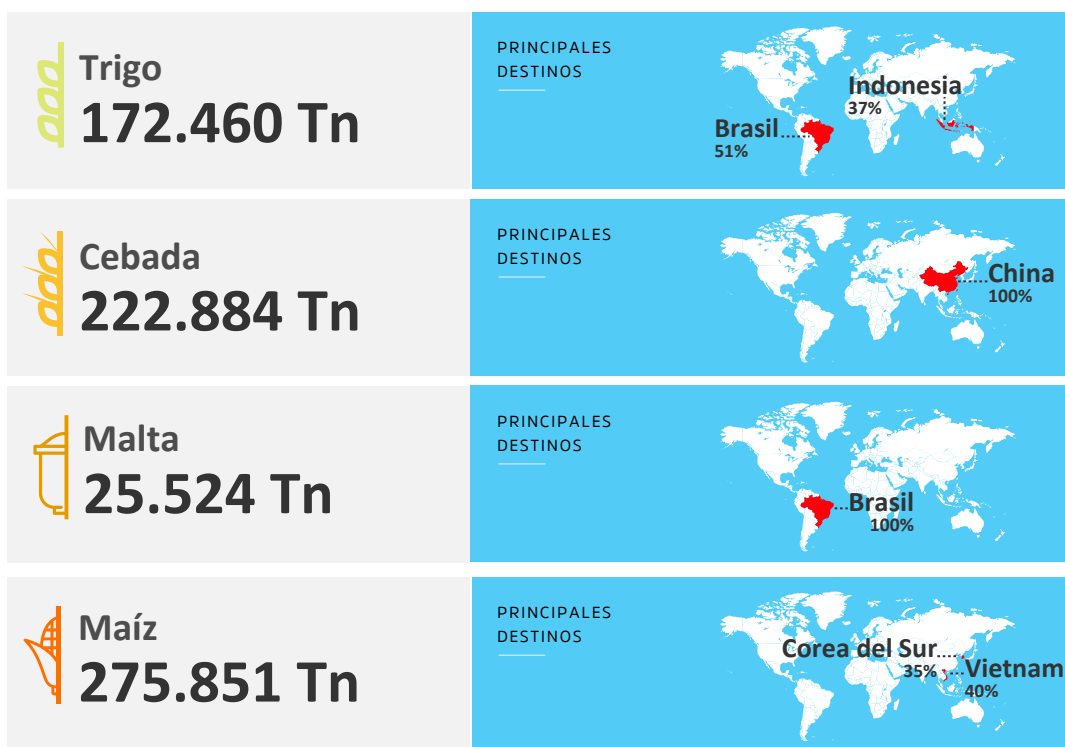 Trigo
172.460 Tn
PRINCIPALES
DESTINOS
Indonesia
37%
Brasil
51%
Cebada
222.884 Tn
PRINCIPALES
DESTINOS
China
100%
Malta
25.524 Tn
PRINCIPALES
DESTINOS
Brasil
100%
Maíz
275.851 Tn
PRINCIPALES
DESTINOS
Corea del Sur
35%
Vietnam
40%